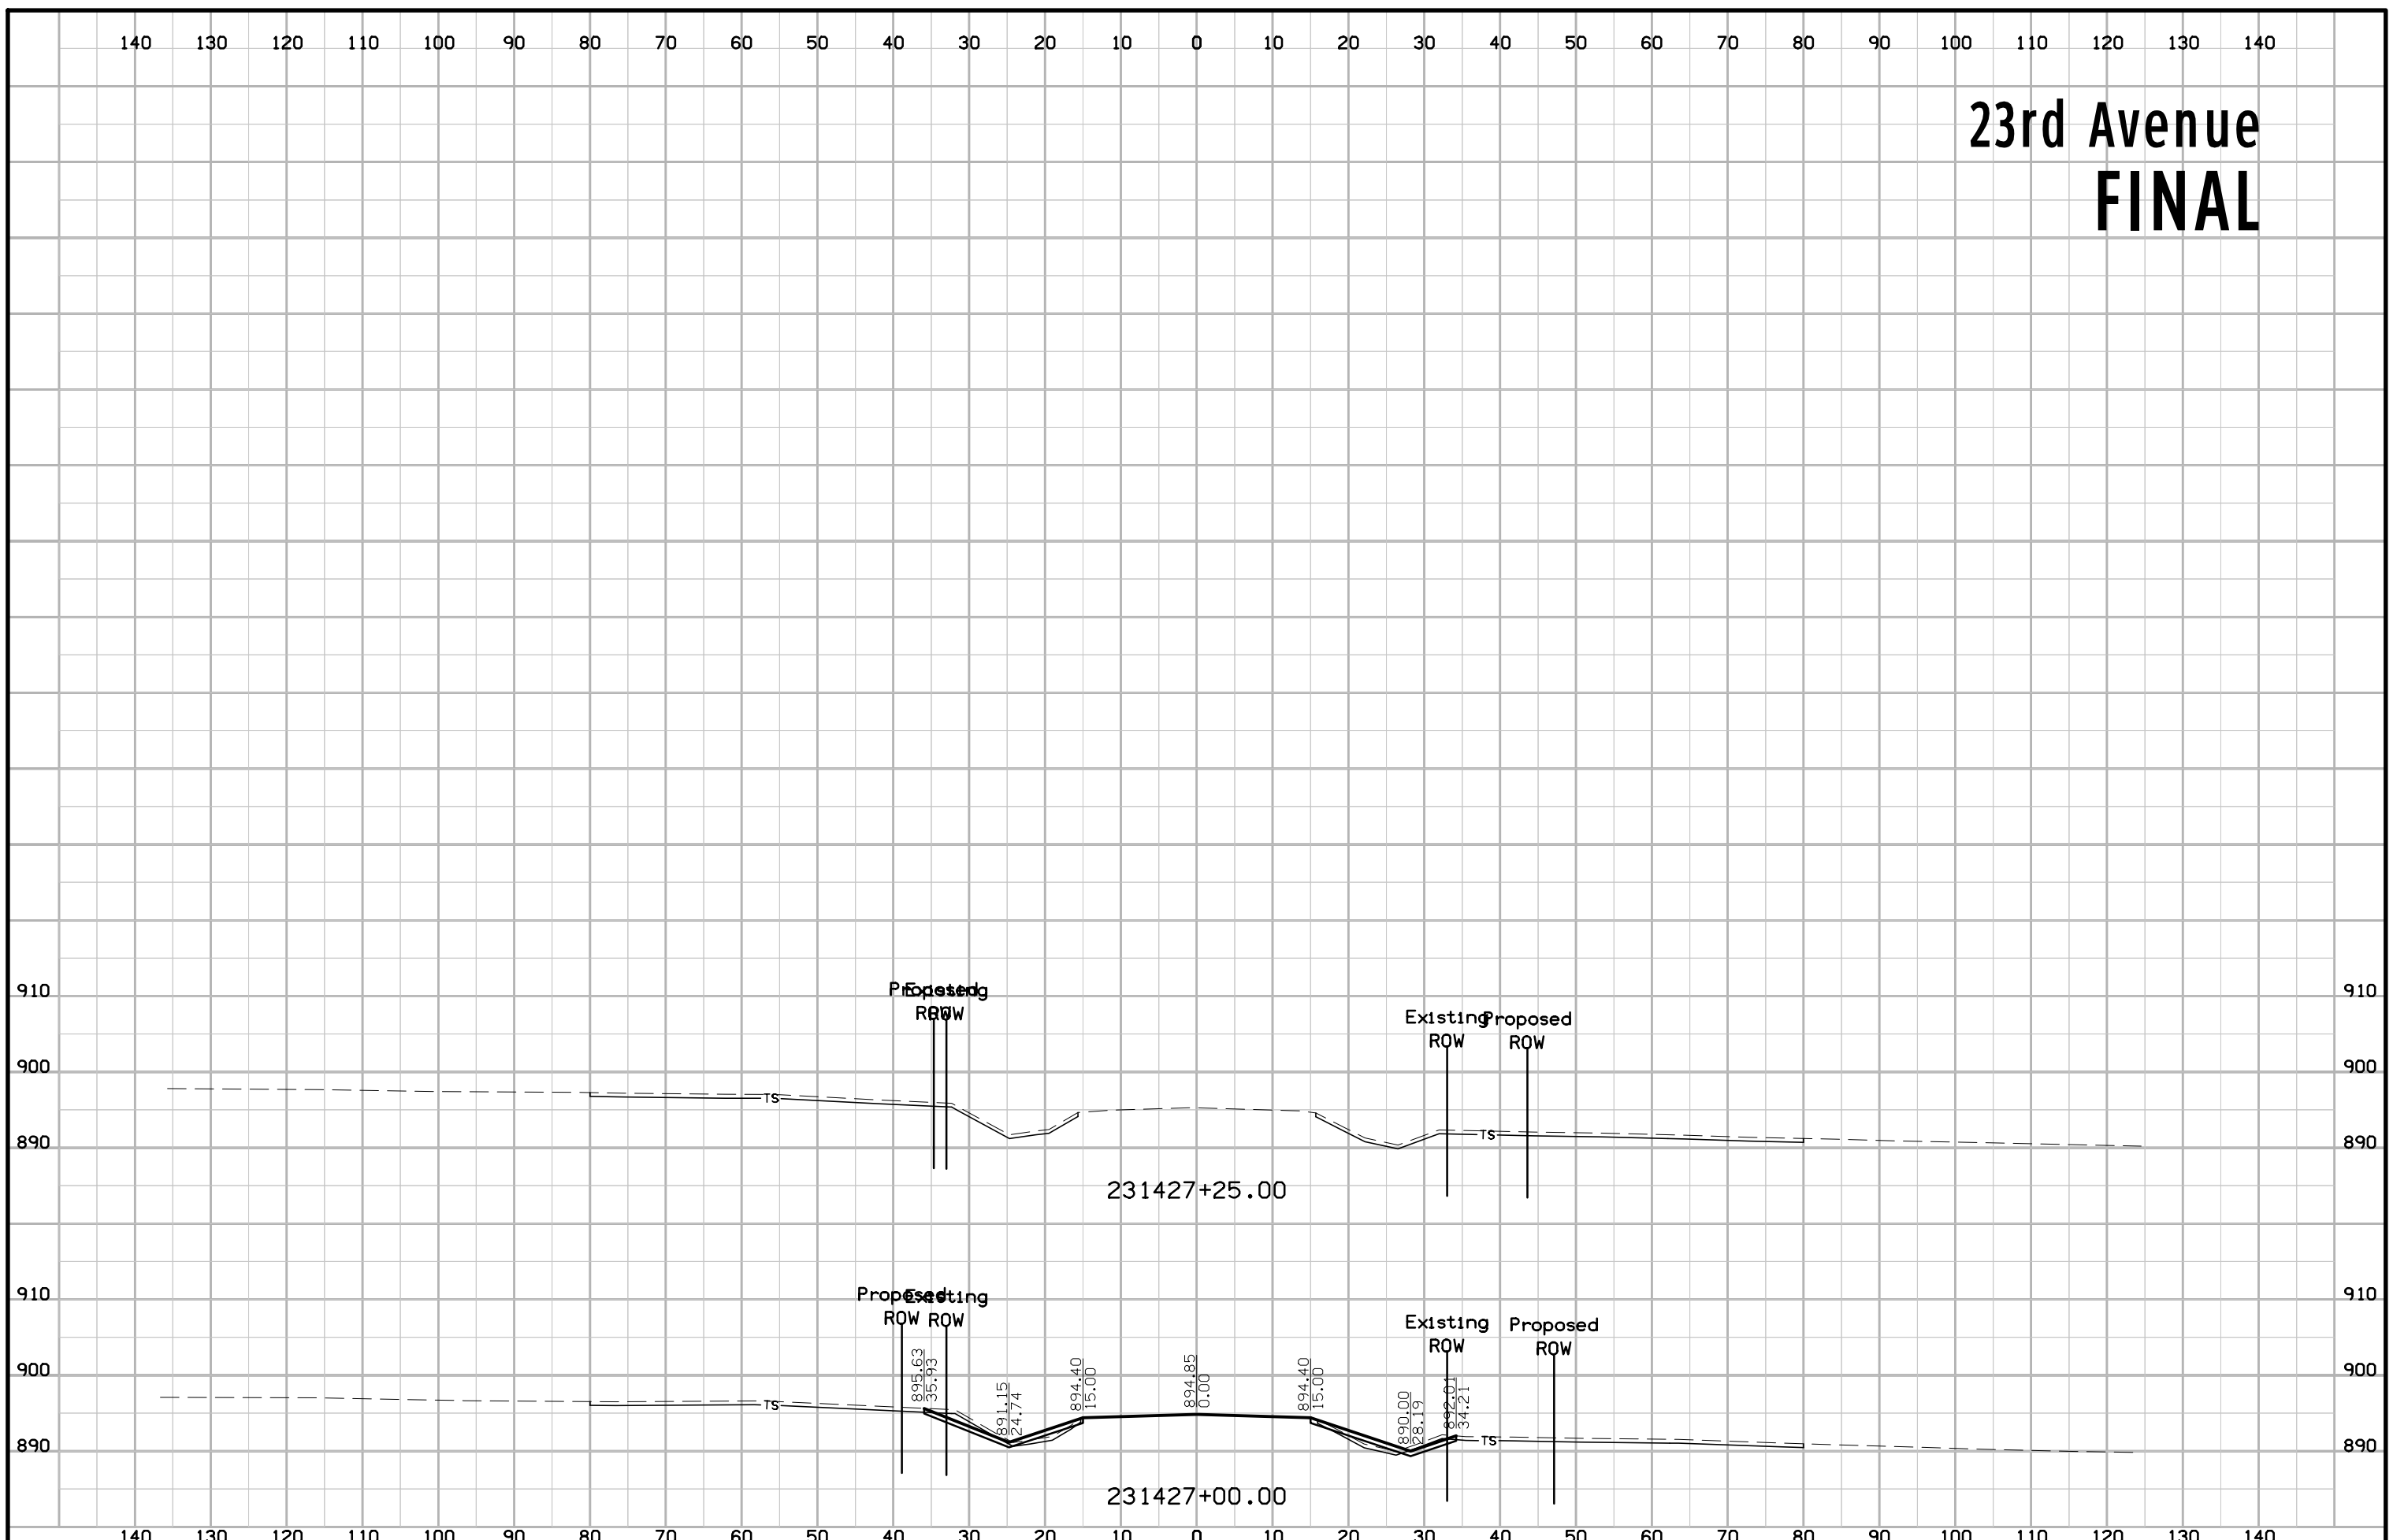 140 130 120 110 100 90 80 70 60 50 40 30 20 10 0 10 20 30 40 50 60 70 80 90 100 110 120 130 140
23rd Avenue
FINAL
910 910
Proposed Existing
ROW ROW
Existing Proposed
ROW ROW
900 900
TS
890 TS 890
231427+25.00
910 910
Proposed Existing
ROW ROW
Existing Proposed
ROW ROW
900 900
895.63
35.93
891.15
24.74
894.40
15.00
894.85
0.00
894.40
15.00
890.00
28.19
892.01
34.21
TS
TS
890 890
231427+00.00
140 130 120 110 100 90 80 70 60 50 40 30 20 10 0 10 20 30 40 50 60 70 80 90 100 110 120 130 140